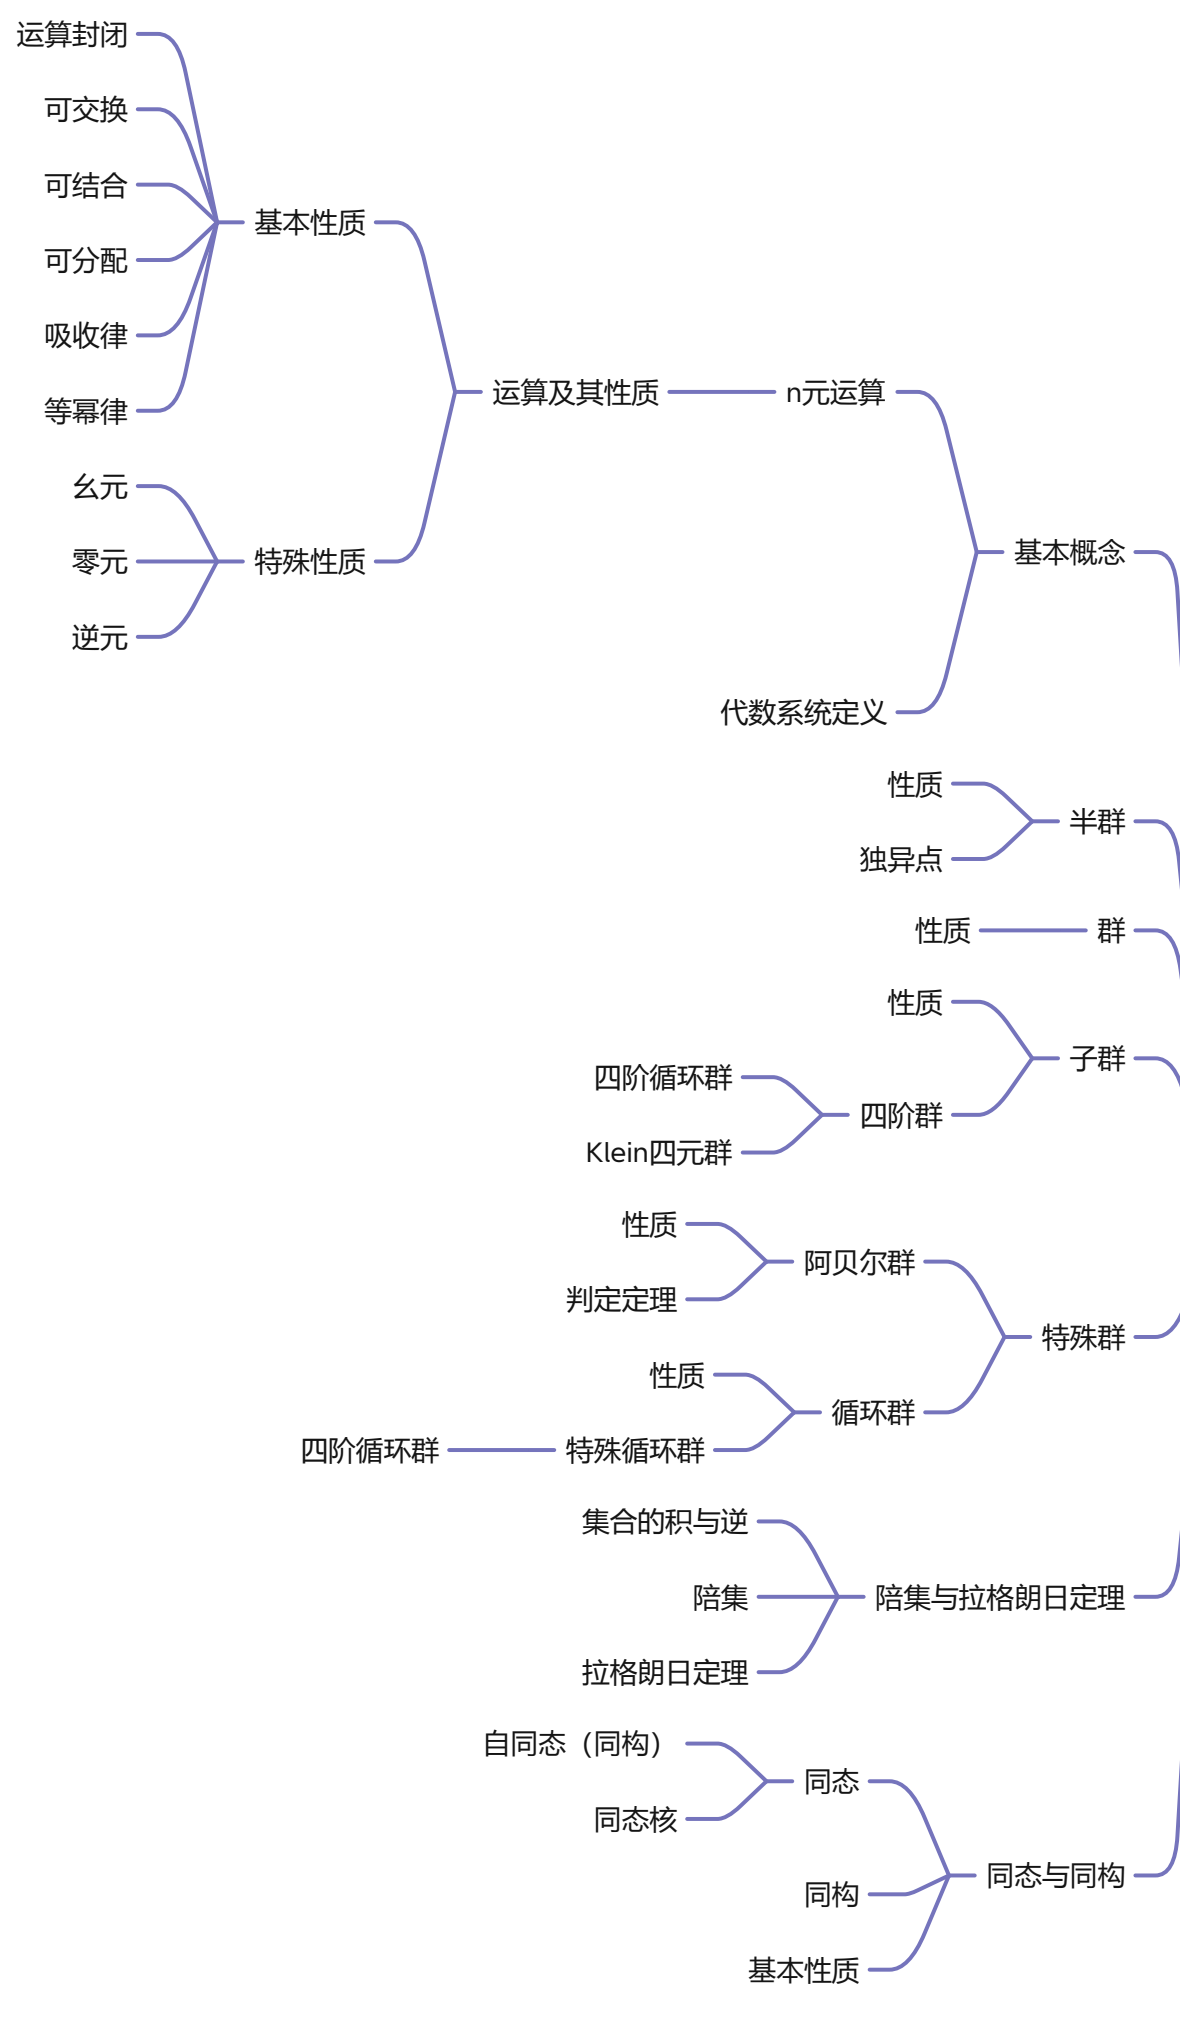 运算封闭
可交换
可结合
基本性质
可分配
吸收律
运算及其性质
n元运算
等幂律
幺元
零元
特殊性质
基本概念
逆元
代数系统定义
性质
半群
独异点
性质
群
性质
子群
四阶循环群
四阶群
Klein四元群
性质
阿贝尔群
判定定理
特殊群
性质
循环群
四阶循环群
特殊循环群
集合的积与逆
陪集
陪集与拉格朗日定理
拉格朗日定理
自同态（同构）
同态
同态核
同态与同构
同构
基本性质